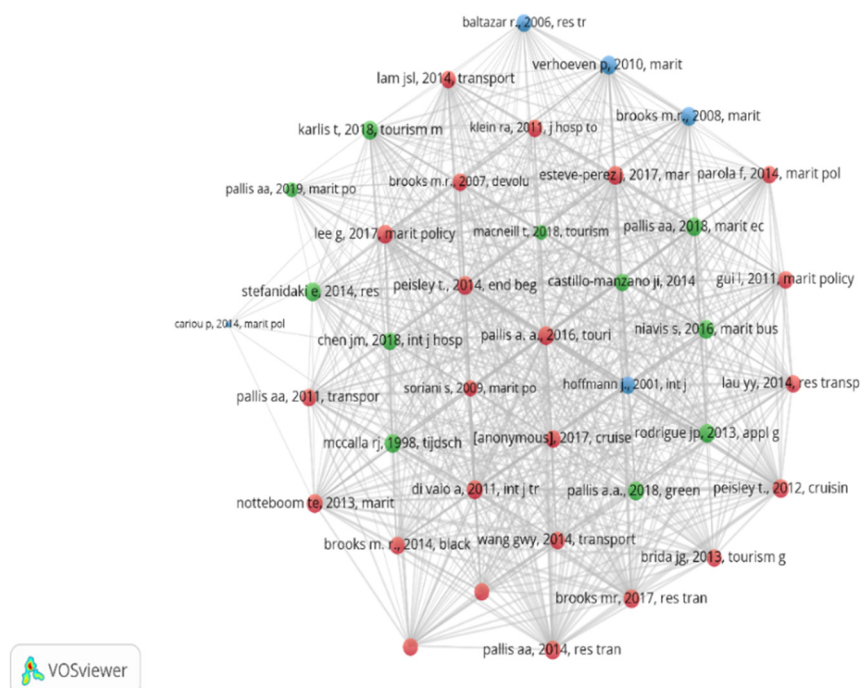 baltazar r., 2006, res tr
verhoeven p, 2010, marit
lam jsl, 2014, transport
brooks m.r., 2008, marit
karlis t, 2018, tourism m
klein ra, 2011, j hosp to
pallis aa, 2019, marit po
brooks m.r., 2007, devolu
esteve-perez j, 2017, mar
parola f, 2014, marit pol
lee g, 2017, marit policy
macneill t, 2018, tourism
pallis aa, 2018, marit ec
stefanidaki e, 2014, res
peisley t., 2014, end beg
castillo-manzano ji, 2014
gui l, 2011, marit policy
cariou p, 2014, marit pol
chen jm, 2018, int j hosp
pallis a. a., 2016, touri
niavis s, 2016, marit bus
pallis aa, 2011, transpor
soriani s, 2009, marit po
hoffmann j., 2001, int j
lau yy, 2014, res transp
mccalla rj, 1998, tijdsch
[anonymous], 2017, cruise
rodrigue jp, 2013, appl g
notteboom te, 2013, marit
di vaio a, 2011, int j tr
pallis a.a., 2018, green
peisley t., 2012, cruisin
brooks m. r., 2014, black
wang gwy, 2014, transport
brida jg, 2013, tourism g
brooks mr, 2017, res tran
pallis aa, 2014, res tran
VOSviewer